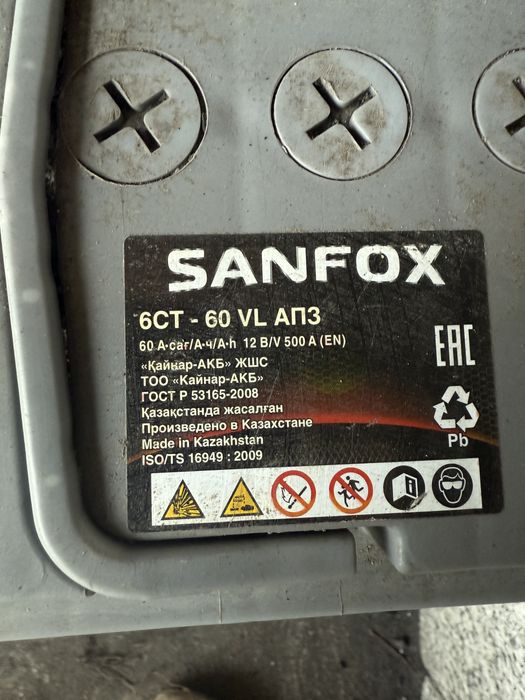 SANFOX
6СТ - 60 VL АПЗ
60 А·сағ/А·ч/A·h 12 В/V 500 А (EN)
«Қайнар-АКБ» ЖШС
ТОО «Кайнар-АКБ»
ГОСТ Р 53165-2008
Қазақстанда жасалған
Произведено в Казахстане
Made in Kazakhstan
ISO/TS 16949 : 2009
EAC
Pb